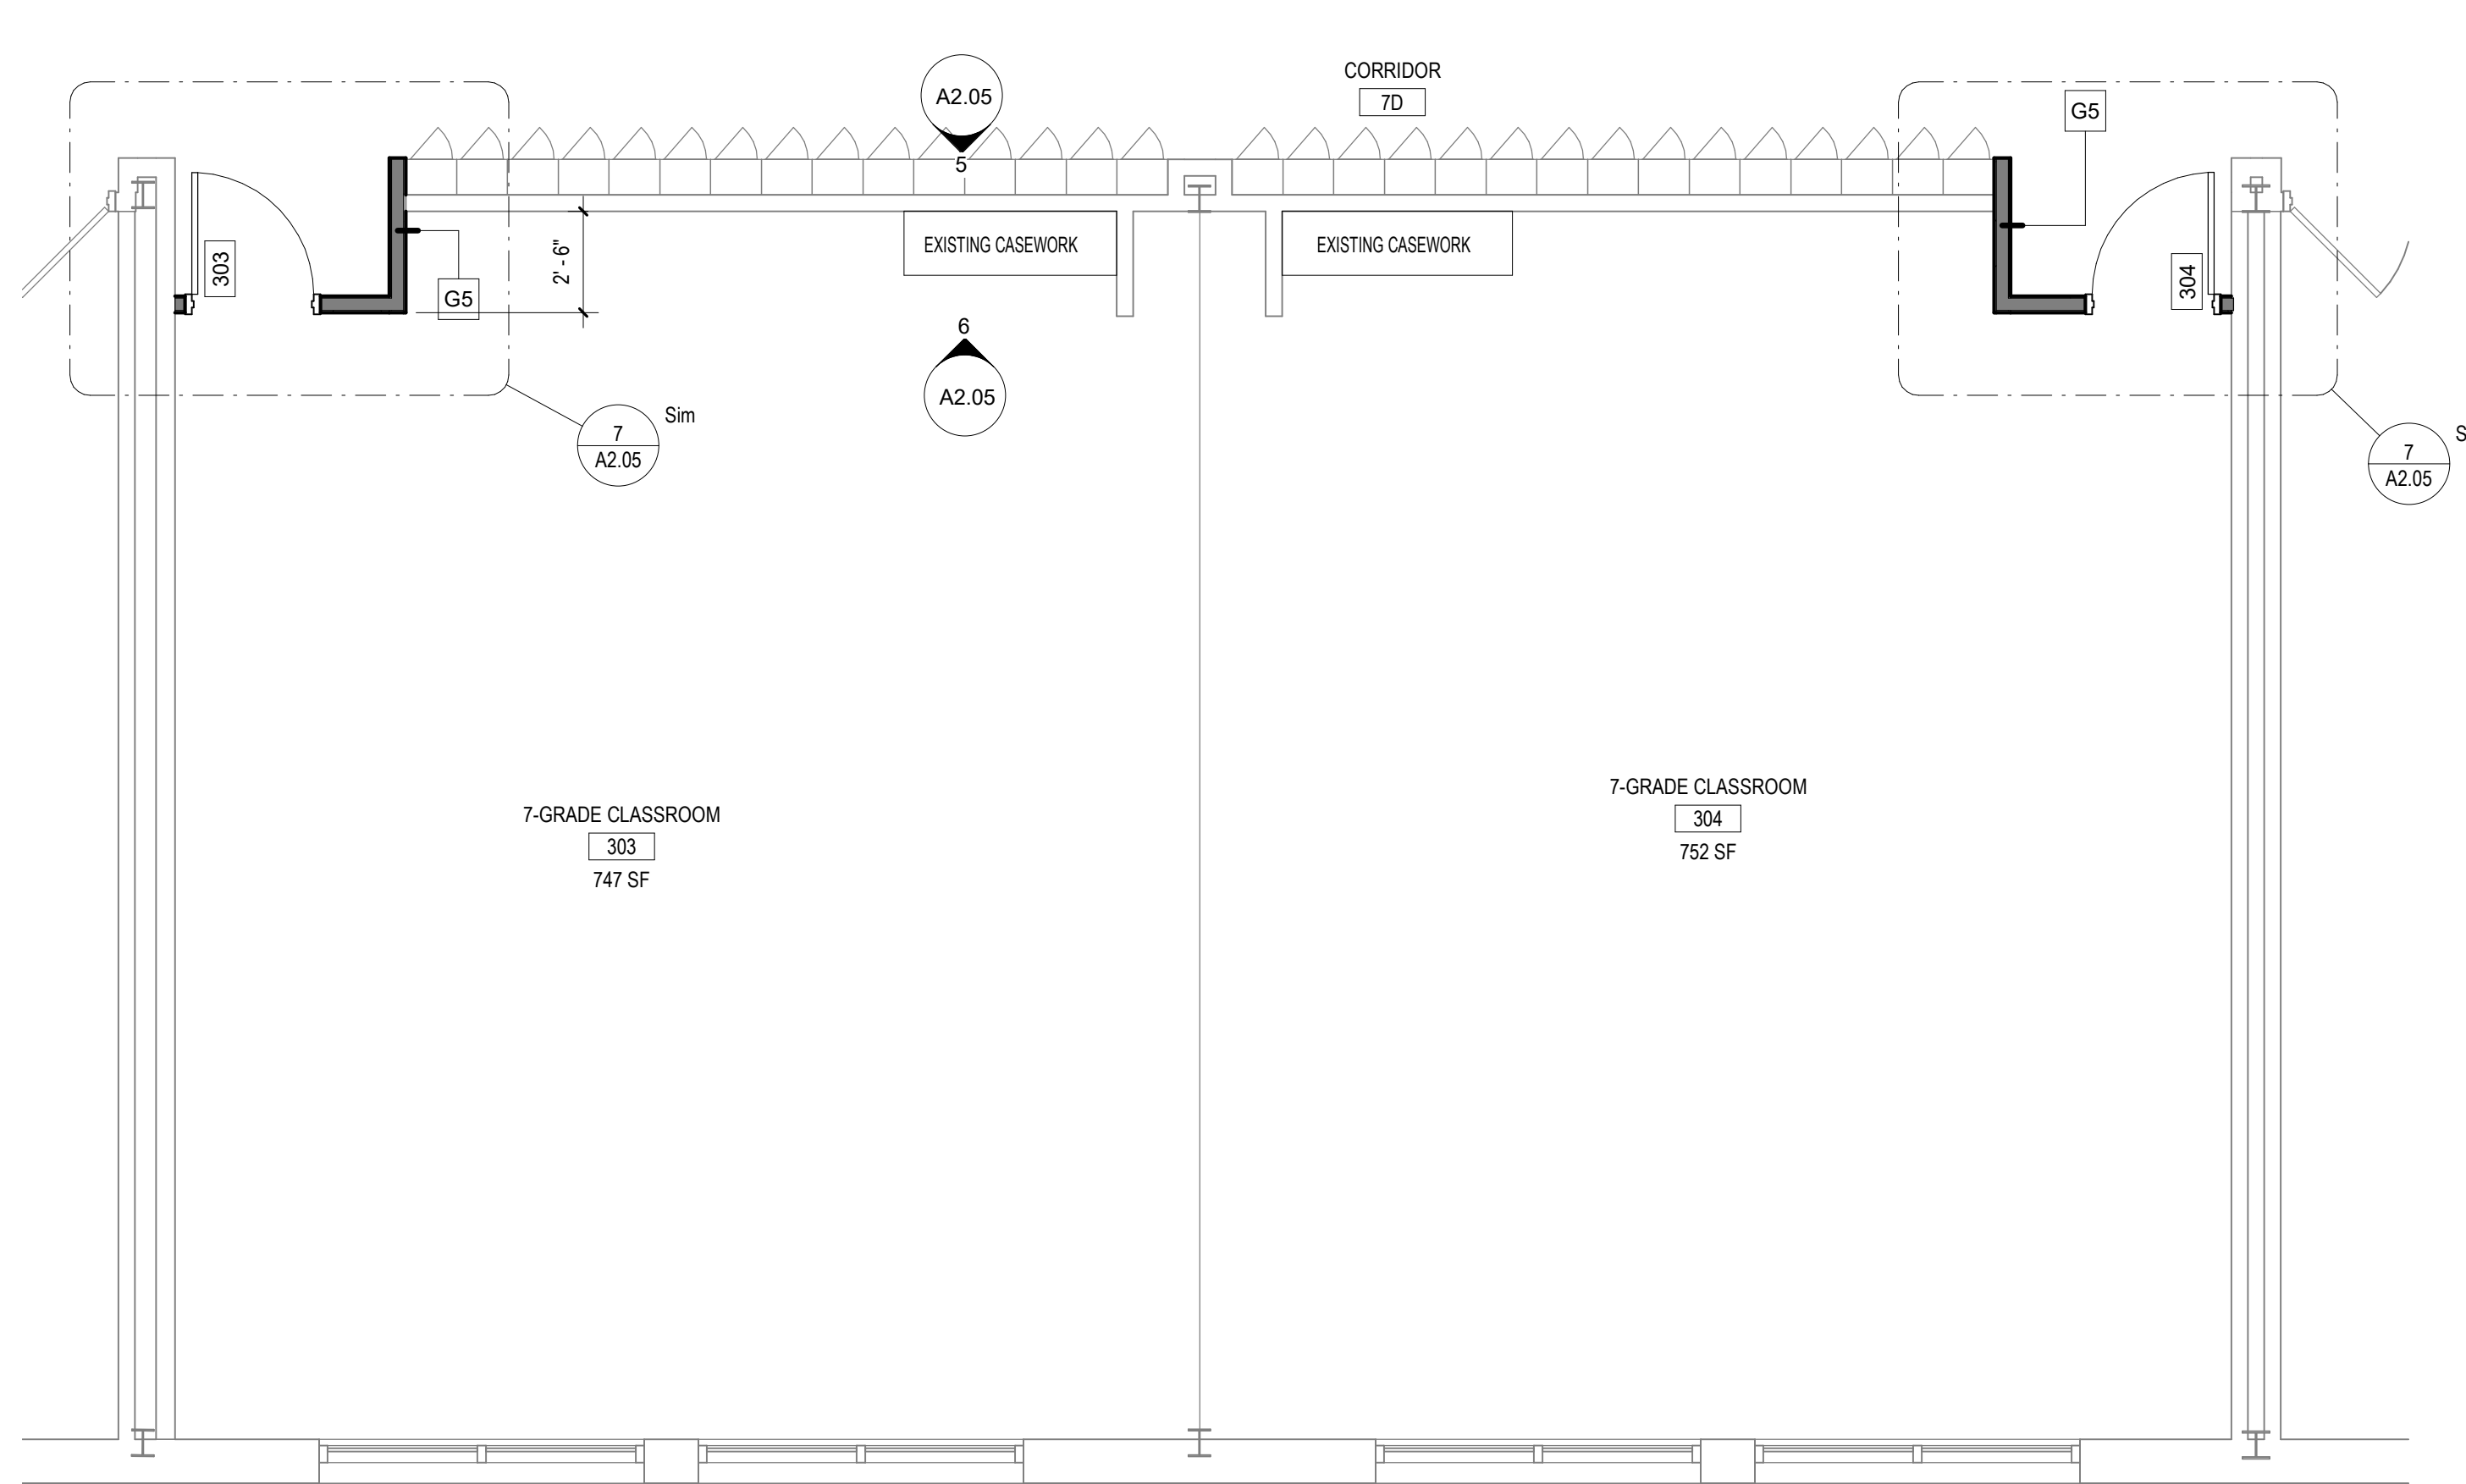 A2.05
5
CORRIDOR
7D
G5
303
2' - 6"
G5
EXISTING CASEWORK
EXISTING CASEWORK
304
6
A2.05
7
A2.05
Sim
7
A2.05
S
7-GRADE CLASSROOM
303
747 SF
7-GRADE CLASSROOM
304
752 SF